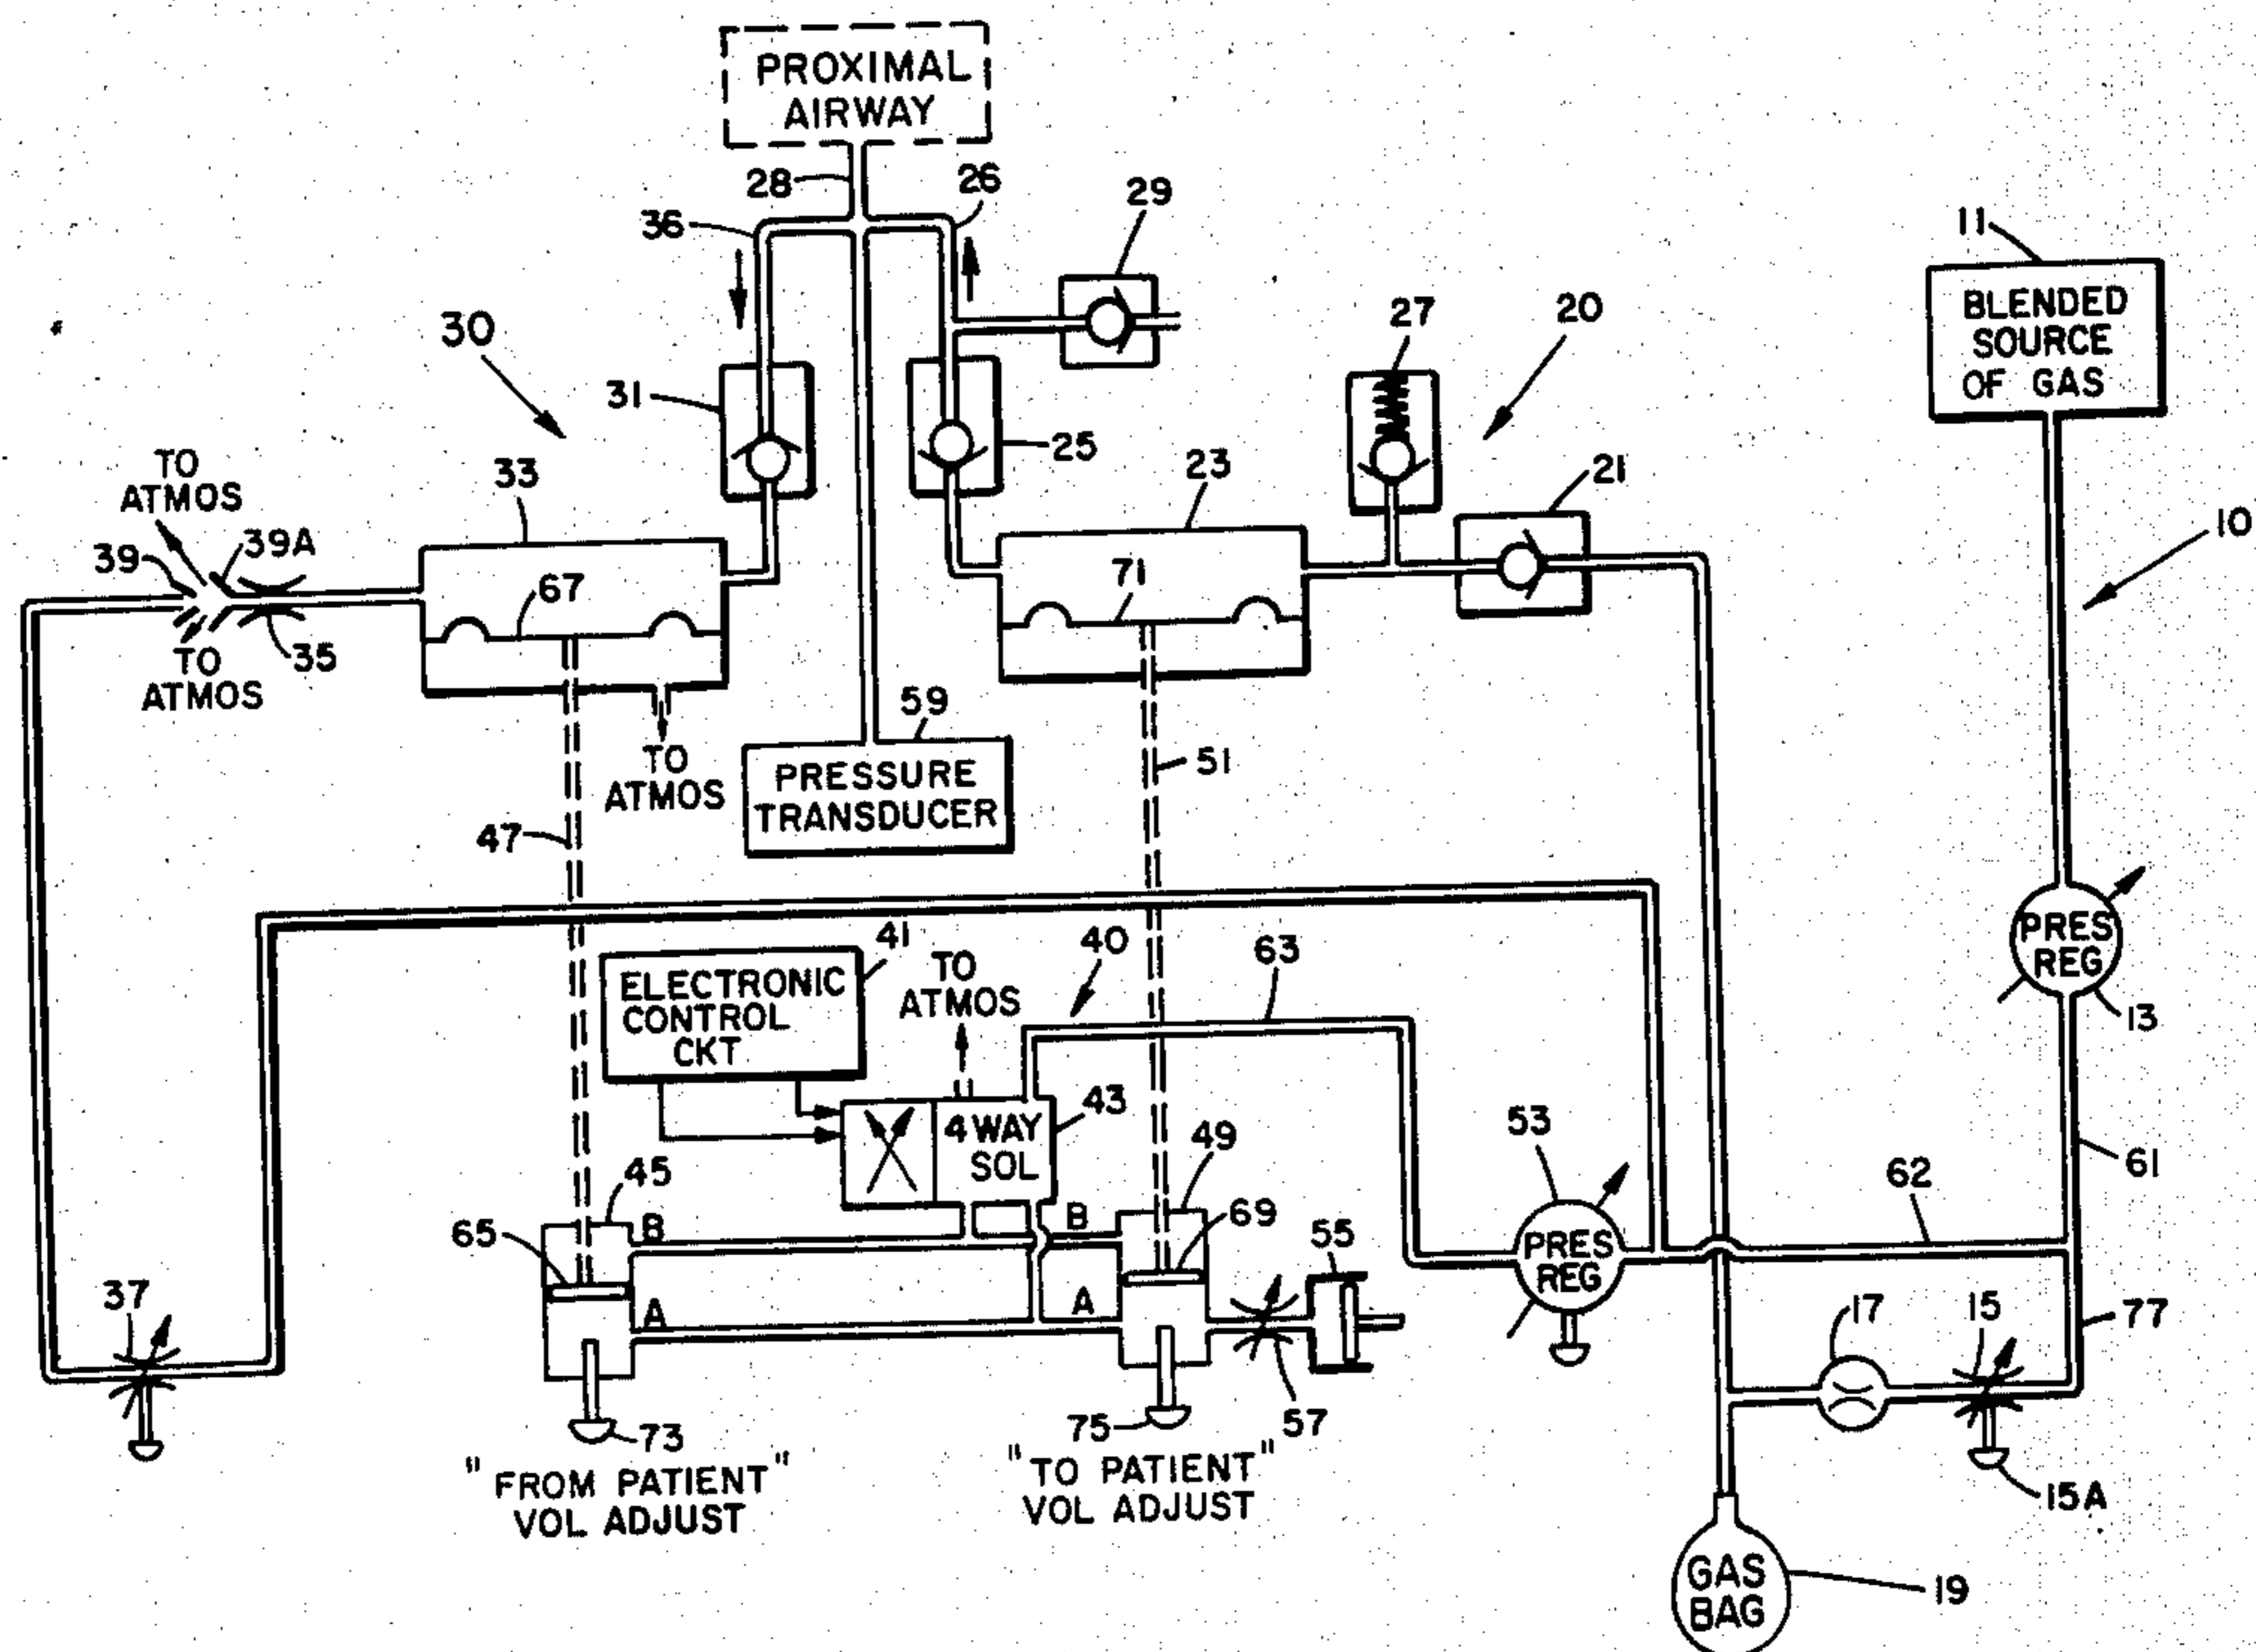 PROXIMAL
AIRWAY
28
26
36
29
11
BLENDED
SOURCE
OF GAS
27
20
30
31
25
10
TO
ATMOS
33
23
21
39
39A
67
71
35
TO
ATMOS
59
TO
ATMOS
PRESSURE
TRANSDUCER
51
47
PRES
REG
13
41
40
63
ELECTRONIC
CONTROL
CKT
TO
ATMOS
43
4 WAY
SOL
49
53
61
62
45
B
B
69
65
55
PRES
REG
37
A
A
17
15
77
73
75
57
15A
"FROM PATIENT"
VOL ADJUST
"TO PATIENT"
VOL ADJUST
GAS
BAG
19